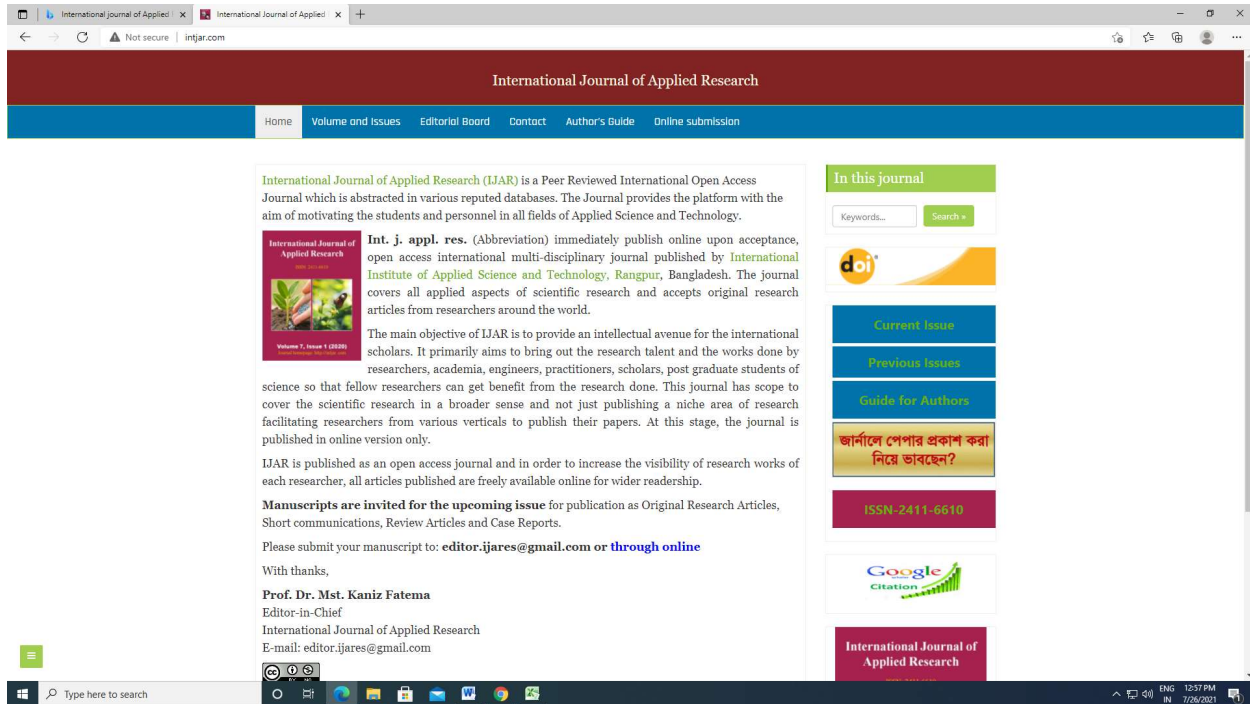 International journal of Applied
International Journal of Applied
Not secure
intjar.com
International Journal of Applied Research
Home Volume and Issues Editorial Board Contact Author's Guide Online submission
International Journal of Applied Research (IJAR) is a Peer Reviewed International Open Access
Journal which is abstracted in various reputed databases. The Journal provides the platform with the
aim of motivating the students and personnel in all fields of Applied Science and Technology.
International Journal of
Applied Research
Volume 7, Issue 1 (2020)
Int. j. appl. res. (Abbreviation) immediately publish online upon acceptance,
open access international multi-disciplinary journal published by International
Institute of Applied Science and Technology, Rangpur, Bangladesh. The journal
covers all applied aspects of scientific research and accepts original research
articles from researchers around the world.
The main objective of IJAR is to provide an intellectual avenue for the international
scholars. It primarily aims to bring out the research talent and the works done by
researchers, academia, engineers, practitioners, scholars, post graduate students of
science so that fellow researchers can get benefit from the research done. This journal has scope to
cover the scientific research in a broader sense and not just publishing a niche area of research
facilitating researchers from various verticals to publish their papers. At this stage, the journal is
published in online version only.
IJAR is published as an open access journal and in order to increase the visibility of research works of
each researcher, all articles published are freely available online for wider readership.
Manuscripts are invited for the upcoming issue for publication as Original Research Articles,
Short communications, Review Articles and Case Reports.
Please submit your manuscript to: editor.ijares@gmail.com or through online
With thanks,
Prof. Dr. Mst. Kaniz Fatema
Editor-in-Chief
International Journal of Applied Research
E-mail: editor.ijares@gmail.com
In this journal
Keywords...
Search »
doi
Current Issue
Previous Issues
Guide for Authors
জার্নালে পেপার প্রকাশ করা
নিয়ে ভাবছেন?
ISSN-2411-6610
Google
Citation
International Journal of
Applied Research
Type here to search
ENG 12:57 PM
IN 7/26/2021